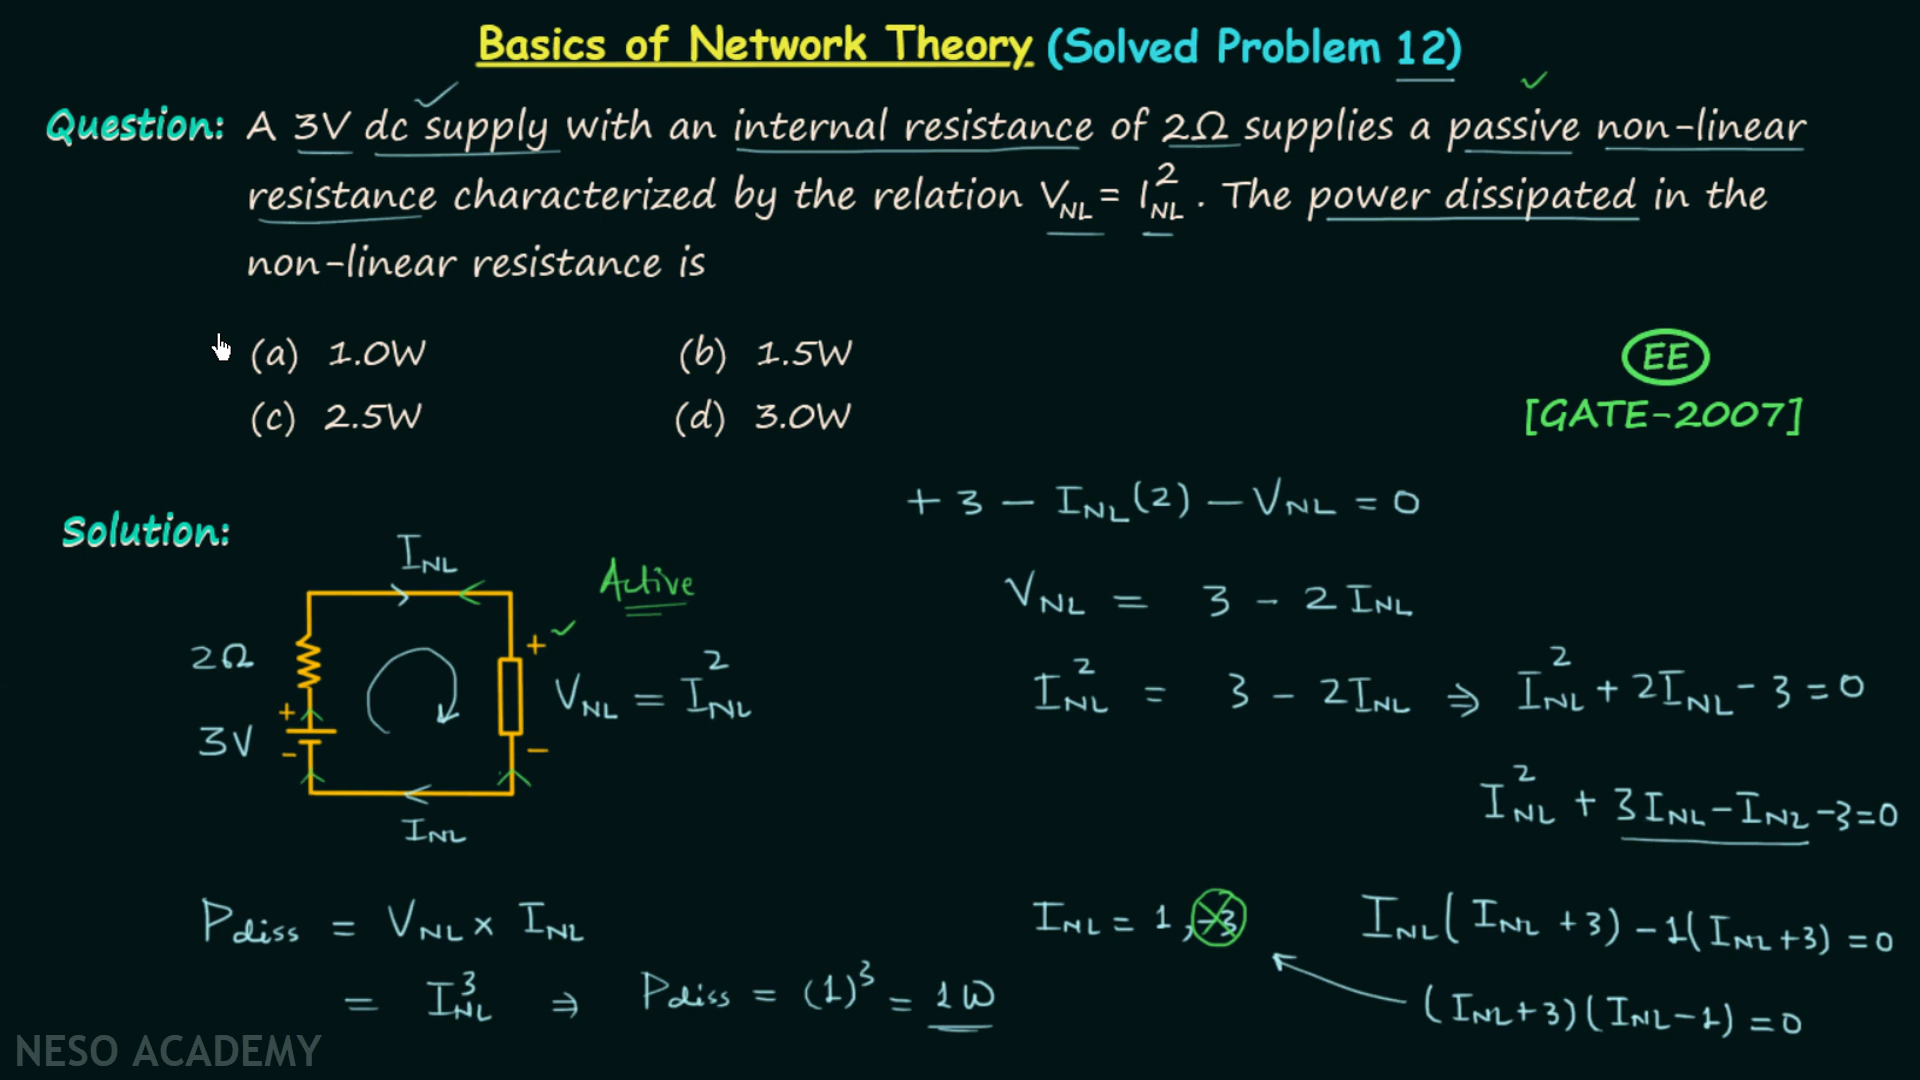 Basics of Network Theory (Solved Problem 12)
Question: A 3V dc supply with an internal resistance of 2Ω supplies a passive non-linear
resistance characterized by the relation V_NL = I_NL^2 . The power dissipated in the
non-linear resistance is
(a) 1.0W (b) 1.5W
(c) 2.5W (d) 3.0W
EE
[GATE-2007]
Solution:
I_NL
Active
2Ω
+
V_NL = I_NL^2
+
3V
-
-
I_NL
P_diss = V_NL × I_NL
= I_NL^3 ⇒ P_diss = (1)^3 = 1W
+ 3 - I_NL(2) - V_NL = 0
V_NL = 3 - 2I_NL
I_NL^2 = 3 - 2I_NL ⇒ I_NL^2 + 2I_NL - 3 = 0
I_NL^2 + 3I_NL - I_NL - 3 = 0
I_NL = 1, -3
I_NL(I_NL + 3) - 1(I_NL + 3) = 0
(I_NL + 3)(I_NL - 1) = 0
NESO ACADEMY